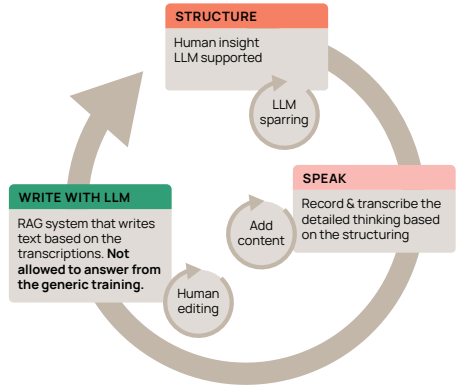 STRUCTURE
Human insight
LLM supported
LLM
sparring
SPEAK
Record & transcribe the
detailed thinking based
on the structuring
Add
content
WRITE WITH LLM
RAG system that writes
text based on the
transcriptions. Not
allowed to answer from
the generic training.
Human
editing